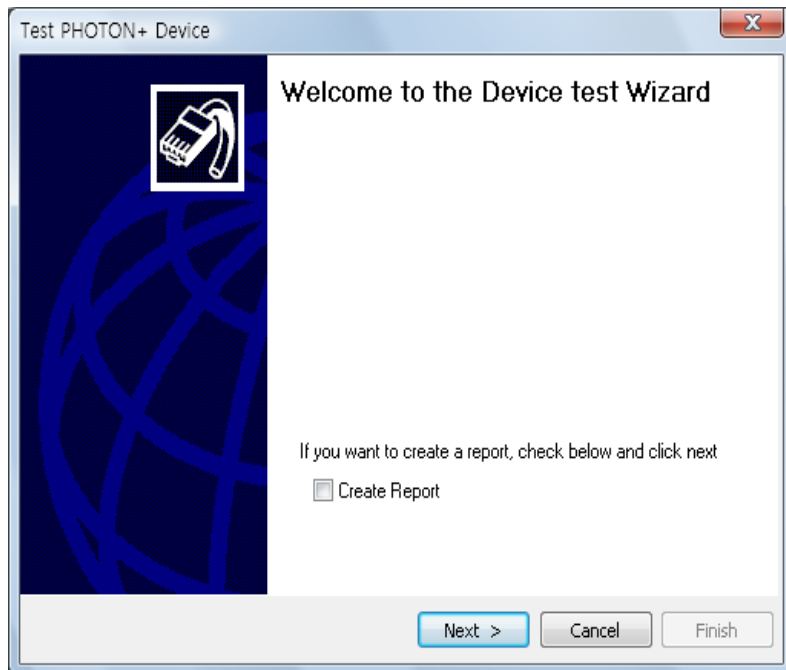 Test PHOTON+ Device
Welcome to the Device test Wizard
If you want to create a report, check below and click next
Create Report
Next >
Cancel
Finish